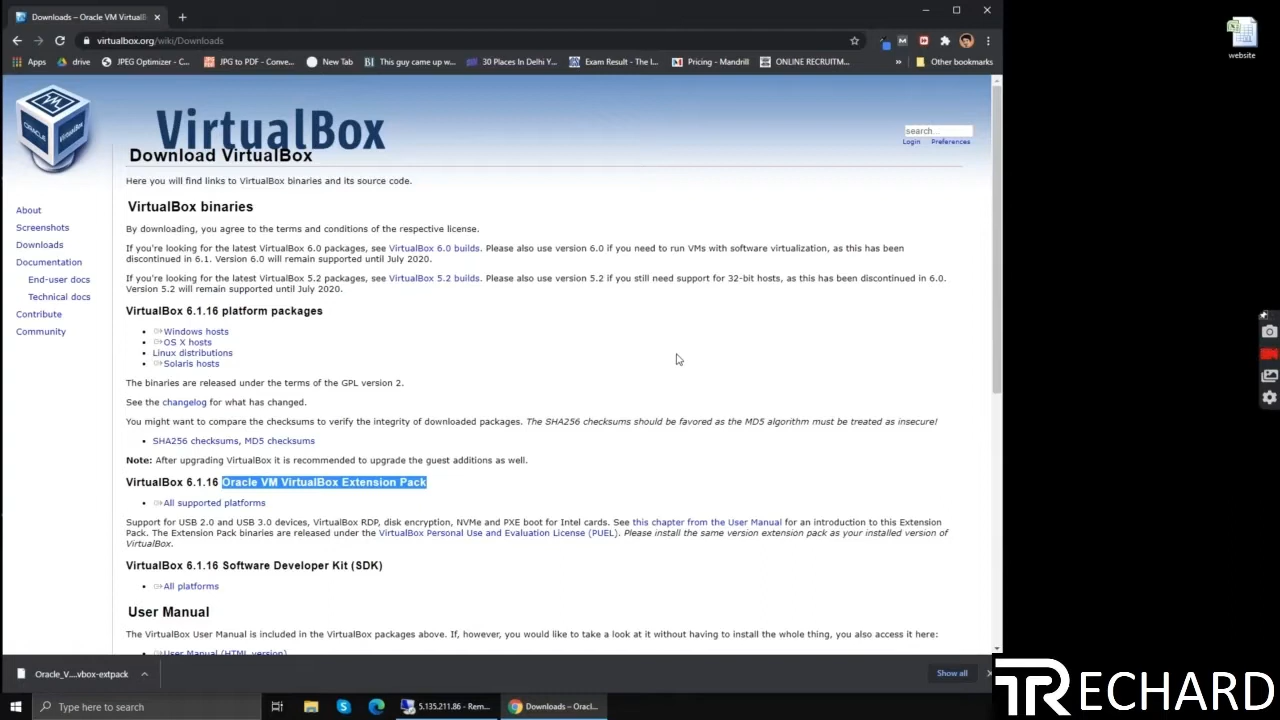 Downloads – Oracle VM VirtualB
virtualbox.org/wiki/Downloads
Apps
drive
JPEG Optimizer - C...
JPG to PDF - Conve...
New Tab
This guy came up w...
30 Places In Delhi Y...
Exam Result - The I...
Pricing - Mandrill
ONLINE RECRUITM...
»
Other bookmarks
website
VirtualBox
search...
Login Preferences
Download VirtualBox
Here you will find links to VirtualBox binaries and its source code.
About
Screenshots
Downloads
Documentation
End-user docs
Technical docs
Contribute
Community
VirtualBox binaries
By downloading, you agree to the terms and conditions of the respective license.
If you're looking for the latest VirtualBox 6.0 packages, see VirtualBox 6.0 builds. Please also use version 6.0 if you need to run VMs with software virtualization, as this has been
discontinued in 6.1. Version 6.0 will remain supported until July 2020.
If you're looking for the latest VirtualBox 5.2 packages, see VirtualBox 5.2 builds. Please also use version 5.2 if you still need support for 32-bit hosts, as this has been discontinued in 6.0.
Version 5.2 will remain supported until July 2020.
VirtualBox 6.1.16 platform packages
Windows hosts
OS X hosts
Linux distributions
Solaris hosts
The binaries are released under the terms of the GPL version 2.
See the changelog for what has changed.
You might want to compare the checksums to verify the integrity of downloaded packages. The SHA256 checksums should be favored as the MD5 algorithm must be treated as insecure!
SHA256 checksums, MD5 checksums
Note: After upgrading VirtualBox it is recommended to upgrade the guest additions as well.
VirtualBox 6.1.16 Oracle VM VirtualBox Extension Pack
All supported platforms
Support for USB 2.0 and USB 3.0 devices, VirtualBox RDP, disk encryption, NVMe and PXE boot for Intel cards. See this chapter from the User Manual for an introduction to this Extension
Pack. The Extension Pack binaries are released under the VirtualBox Personal Use and Evaluation License (PUEL). Please install the same version extension pack as your installed version of
VirtualBox.
VirtualBox 6.1.16 Software Developer Kit (SDK)
All platforms
User Manual
The VirtualBox User Manual is included in the VirtualBox packages above. If, however, you would like to take a look at it without having to install the whole thing, you also access it here:
User Manual (HTML version)
Oracle_V....vbox-extpack
Show all
Type here to search
5.135.211.86 - Rem...
Downloads – Oracl...
TRECHARD